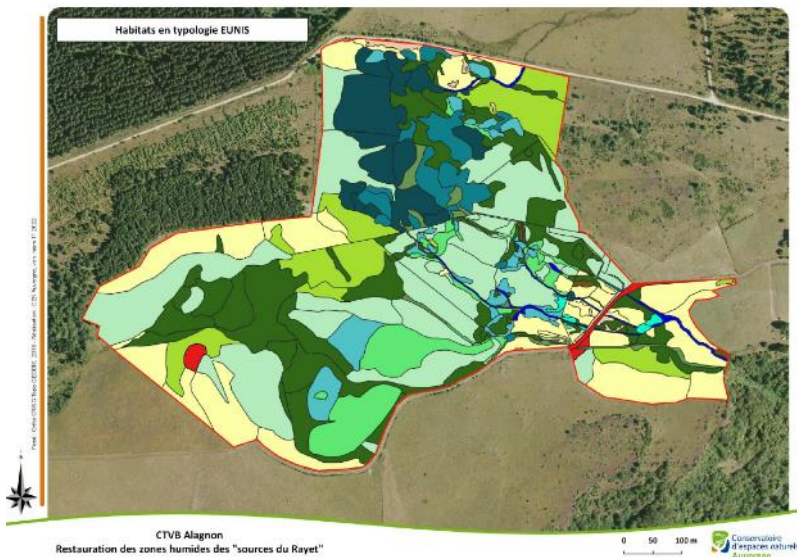 Habitats en typologie EUNIS
CTVB Alagnon
Restauration des zones humides des "sources du Rayet"
0 50 100 m
Conservatoire
d'espaces naturels
Auvergne